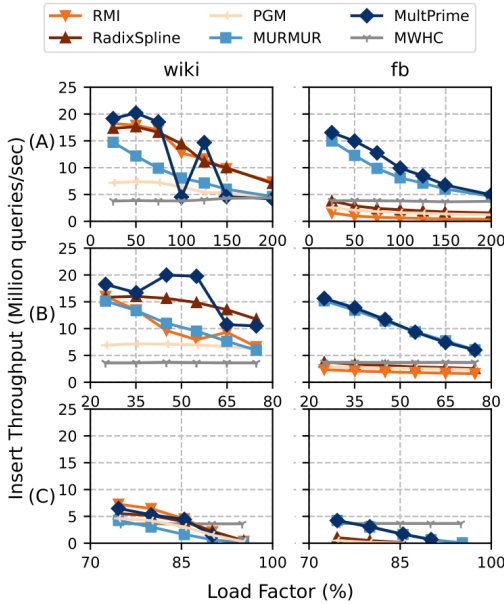 RMI PGM MultPrime
RadixSpline MURMUR MWHC
wiki fb
Insert Throughput (Million queries/sec)
(A)
25
20
15
10
5
0
0 50 100 150 200 0 50 100 150 200
(B)
25
20
15
10
5
0
20 35 50 65 80 20 35 50 65 80
(C)
25
20
15
10
5
0
70 85 100 70 85 100
Load Factor (%)